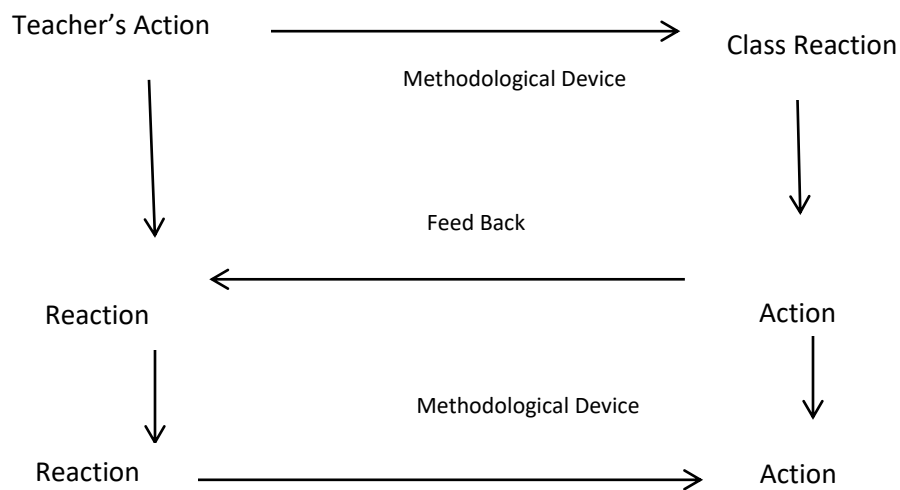 Teacher’s Action
Class Reaction
Methodological Device
Feed Back
Reaction
Action
Methodological Device
Reaction
Action